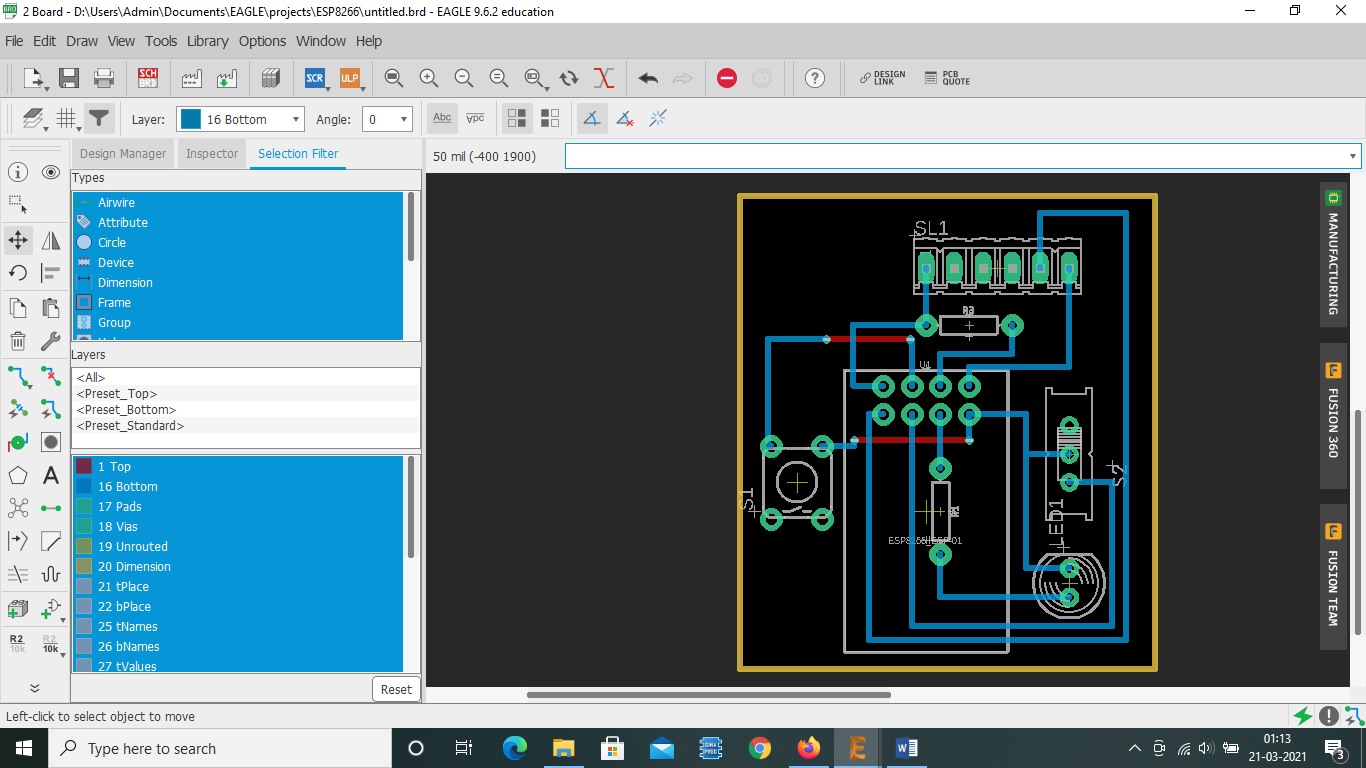 2 Board - D:\Users\Admin\Documents\EAGLE\projects\ESP8266\untitled.brd - EAGLE 9.6.2 education
File Edit Draw View Tools Library Options Window Help
SCH BRD SCR ULP GO DESIGN LINK PCB QUOTE
Layer: 16 Bottom Angle: 0 Abc
Design Manager Inspector Selection Filter
50 mil (-400 1900)
Types
Airwire
Attribute
Circle
Device
Dimension
Frame
Group
Layers
<All>
<Preset_Top>
<Preset_Bottom>
<Preset_Standard>
1 Top
16 Bottom
17 Pads
18 Vias
19 Unrouted
20 Dimension
21 tPlace
22 bPlace
25 tNames
26 bNames
27 tValues
Reset
R2 10k
R2 10k
SL1
R3
U1
S1
S2
LED1
ESP8266_ESP-01
MANUFACTURING
FUSION 360
FUSION TEAM
Left-click to select object to move
Type here to search
01:13
21-03-2021
3